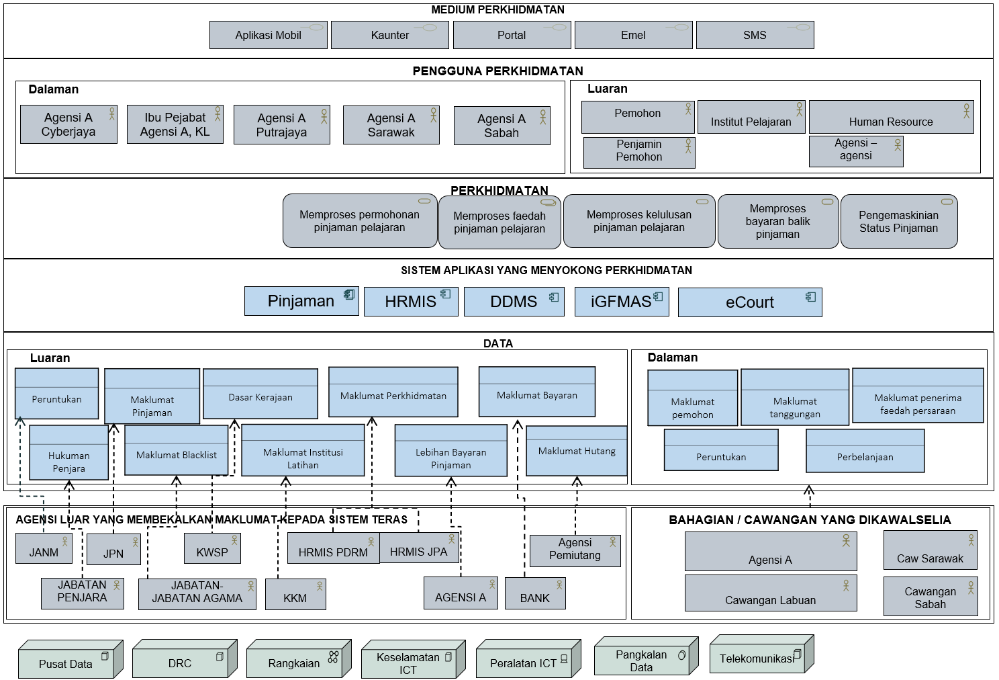 MEDIUM PERKHIDMATAN
Aplikasi Mobil
Kaunter
Portal
Emel
SMS
PENGGUNA PERKHIDMATAN
Dalaman
Agensi A
Cyberjaya
Ibu Pejabat
Agensi A, KL
Agensi A
Putrajaya
Agensi A
Sarawak
Agensi A
Sabah
Luaran
Pemohon
Institut Pelajaran
Human Resource
Penjamin
Pemohon
Agensi –
agensi
PERKHIDMATAN
Memproses permohonan
pinjaman pelajaran
Memproses faedah
pinjaman pelajaran
Memproses kelulusan
pinjaman pelajaran
Memproses
bayaran balik
pinjaman
Pengemaskinian
Status Pinjaman
SISTEM APLIKASI YANG MENYOKONG PERKHIDMATAN
Pinjaman
HRMIS
DDMS
iGFMAS
eCourt
DATA
Luaran
Peruntukan
Maklumat
Pinjaman
Dasar Kerajaan
Maklumat Perkhidmatan
Maklumat Bayaran
Hukuman
Penjara
Maklumat Blacklist
Maklumat Institusi
Latihan
Lebihan Bayaran
Pinjaman
Maklumat Hutang
Dalaman
Maklumat
pemohon
Maklumat
tanggungan
Maklumat penerima
faedah persaraan
Peruntukan
Perbelanjaan
AGENSI LUAR YANG MEMBEKALKAN MAKLUMAT KEPADA SISTEM TERAS
JANM
JPN
KWSP
HRMIS PDRM
HRMIS JPA
Agensi
Pemiutang
JABATAN
PENJARA
JABATAN-
JABATAN AGAMA
KKM
AGENSI A
BANK
BAHAGIAN / CAWANGAN YANG DIKAWALSELIA
Agensi A
Caw Sarawak
Cawangan Labuan
Cawangan
Sabah
Pusat Data
DRC
Rangkaian
Keselamatan
ICT
Peralatan ICT
Pangkalan
Data
Telekomunikasi